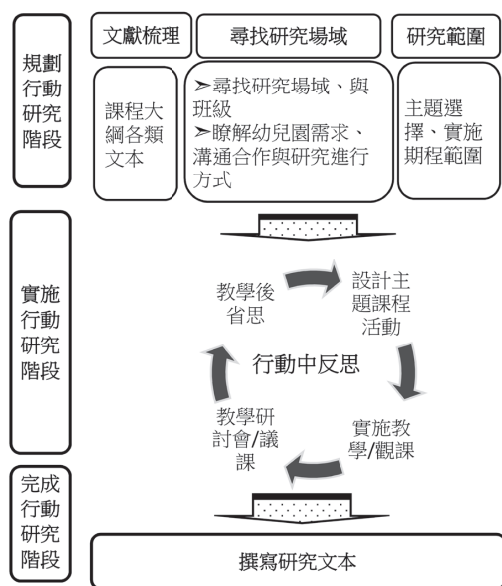 規劃
行動
研究
階段
文獻梳理
尋找研究場域
研究範圍
課程大
綱各類
文本
➢尋找研究場域、與
班級
➢瞭解幼兒園需求、
溝通合作與研究進行
方式
主題選
擇、實施
期程範圍
實施
行動
研究
階段
教學後
省思
設計主
題課程
活動
行動中反思
教學研
討會/議
課
實施教
學/觀課
完成
行動
研究
階段
撰寫研究文本